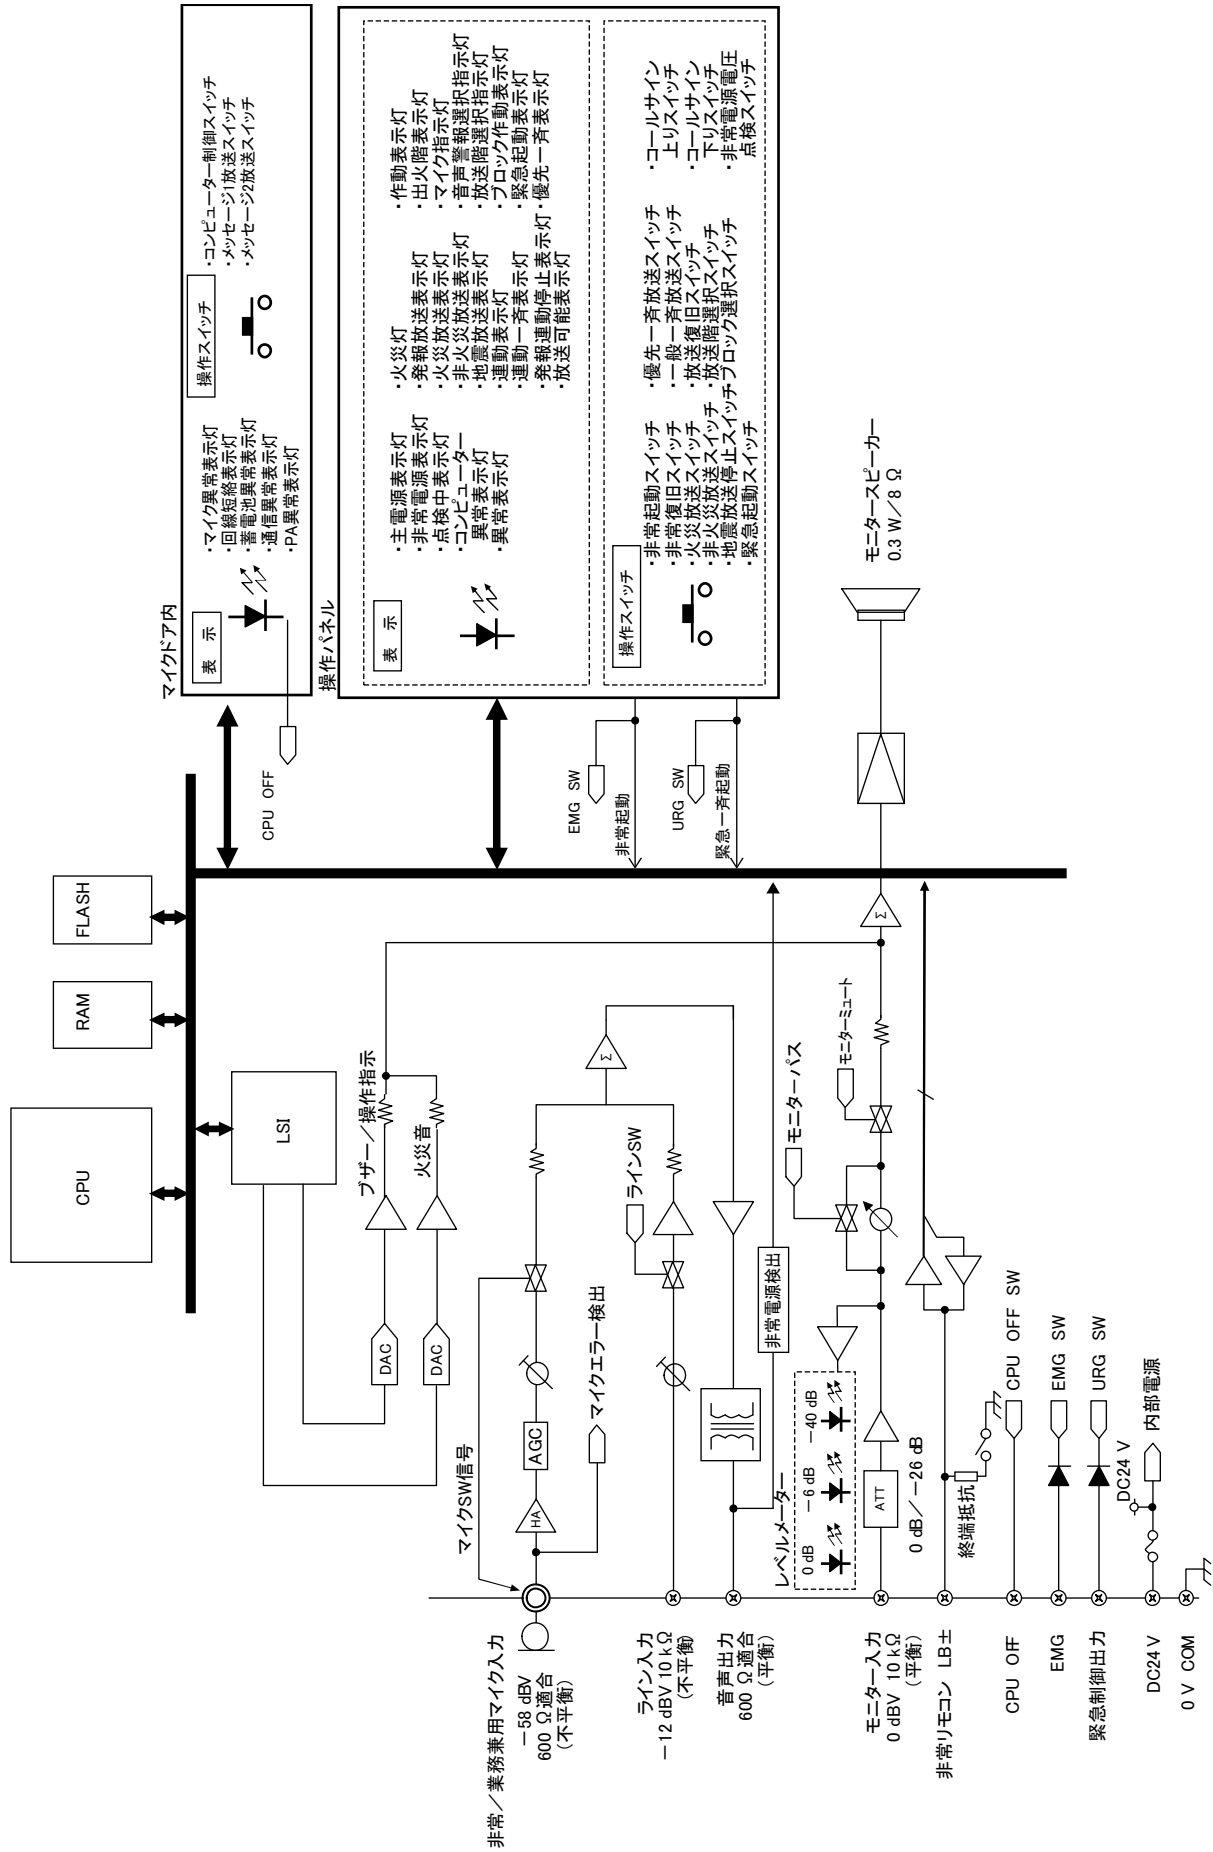 CPU
RAM
FLASH
LSI
ブザー／操作指示
火災音
DAC
DAC
マイクドア内
表　示
・マイク異常表示灯
・回線短絡表示灯
・蓄電池異常表示灯
・通信異常表示灯
・PA異常表示灯
操作スイッチ
・コンピューター制御スイッチ
・メッセージ1放送スイッチ
・メッセージ2放送スイッチ
CPU OFF
操作パネル
表　示
・主電源表示灯
・非常電源表示灯
・点検中表示灯
・コンピューター
異常表示灯
・異常表示灯
・火災灯
・発報放送表示灯
・火災放送表示灯
・非火災放送表示灯
・地震放送表示灯
・連動表示灯
・連動一斉表示灯
・発報連動停止表示灯
・放送可能表示灯
・作動表示灯
・出火階表示灯
・マイク指示灯
・音声警報選択指示灯
・放送階選択指示灯
・ブロック作動表示灯
・緊急起動表示灯
・優先一斉表示灯
操作スイッチ
・非常起動スイッチ
・非常復旧スイッチ
・火災放送スイッチ
・非火災放送スイッチ
・地震放送停止スイッチ
・緊急起動スイッチ
・優先一斉放送スイッチ
・一般一斉放送スイッチ
・放送復旧スイッチ
・放送階選択スイッチ
・ブロック選択スイッチ
・コールサイン
上りスイッチ
・コールサイン
下りスイッチ
・非常電源電圧
点検スイッチ
EMG SW
非常起動
URG SW
緊急一斉起動
非常／業務兼用マイク入力
−58 dBV
600 Ω適合
（不平衡）
マイクSW信号
HA
AGC
マイクエラー検出
Σ
ライン入力
−12 dBV 10 kΩ
（不平衡）
ラインSW
音声出力
600 Ω適合
（平衡）
非常電源検出
レベルメーター
0 dB
−6 dB
−40 dB
モニター入力
0 dBV 10 kΩ
（平衡）
ATT
0 dB／−26 dB
モニターパス
モニターミュート
Σ
モニタースピーカー
0.3 W／8 Ω
非常リモコン LB±
終端抵抗
CPU OFF
CPU OFF SW
EMG
EMG SW
緊急制御出力
URG SW
DC24 V
DC24 V
内部電源
0 V COM